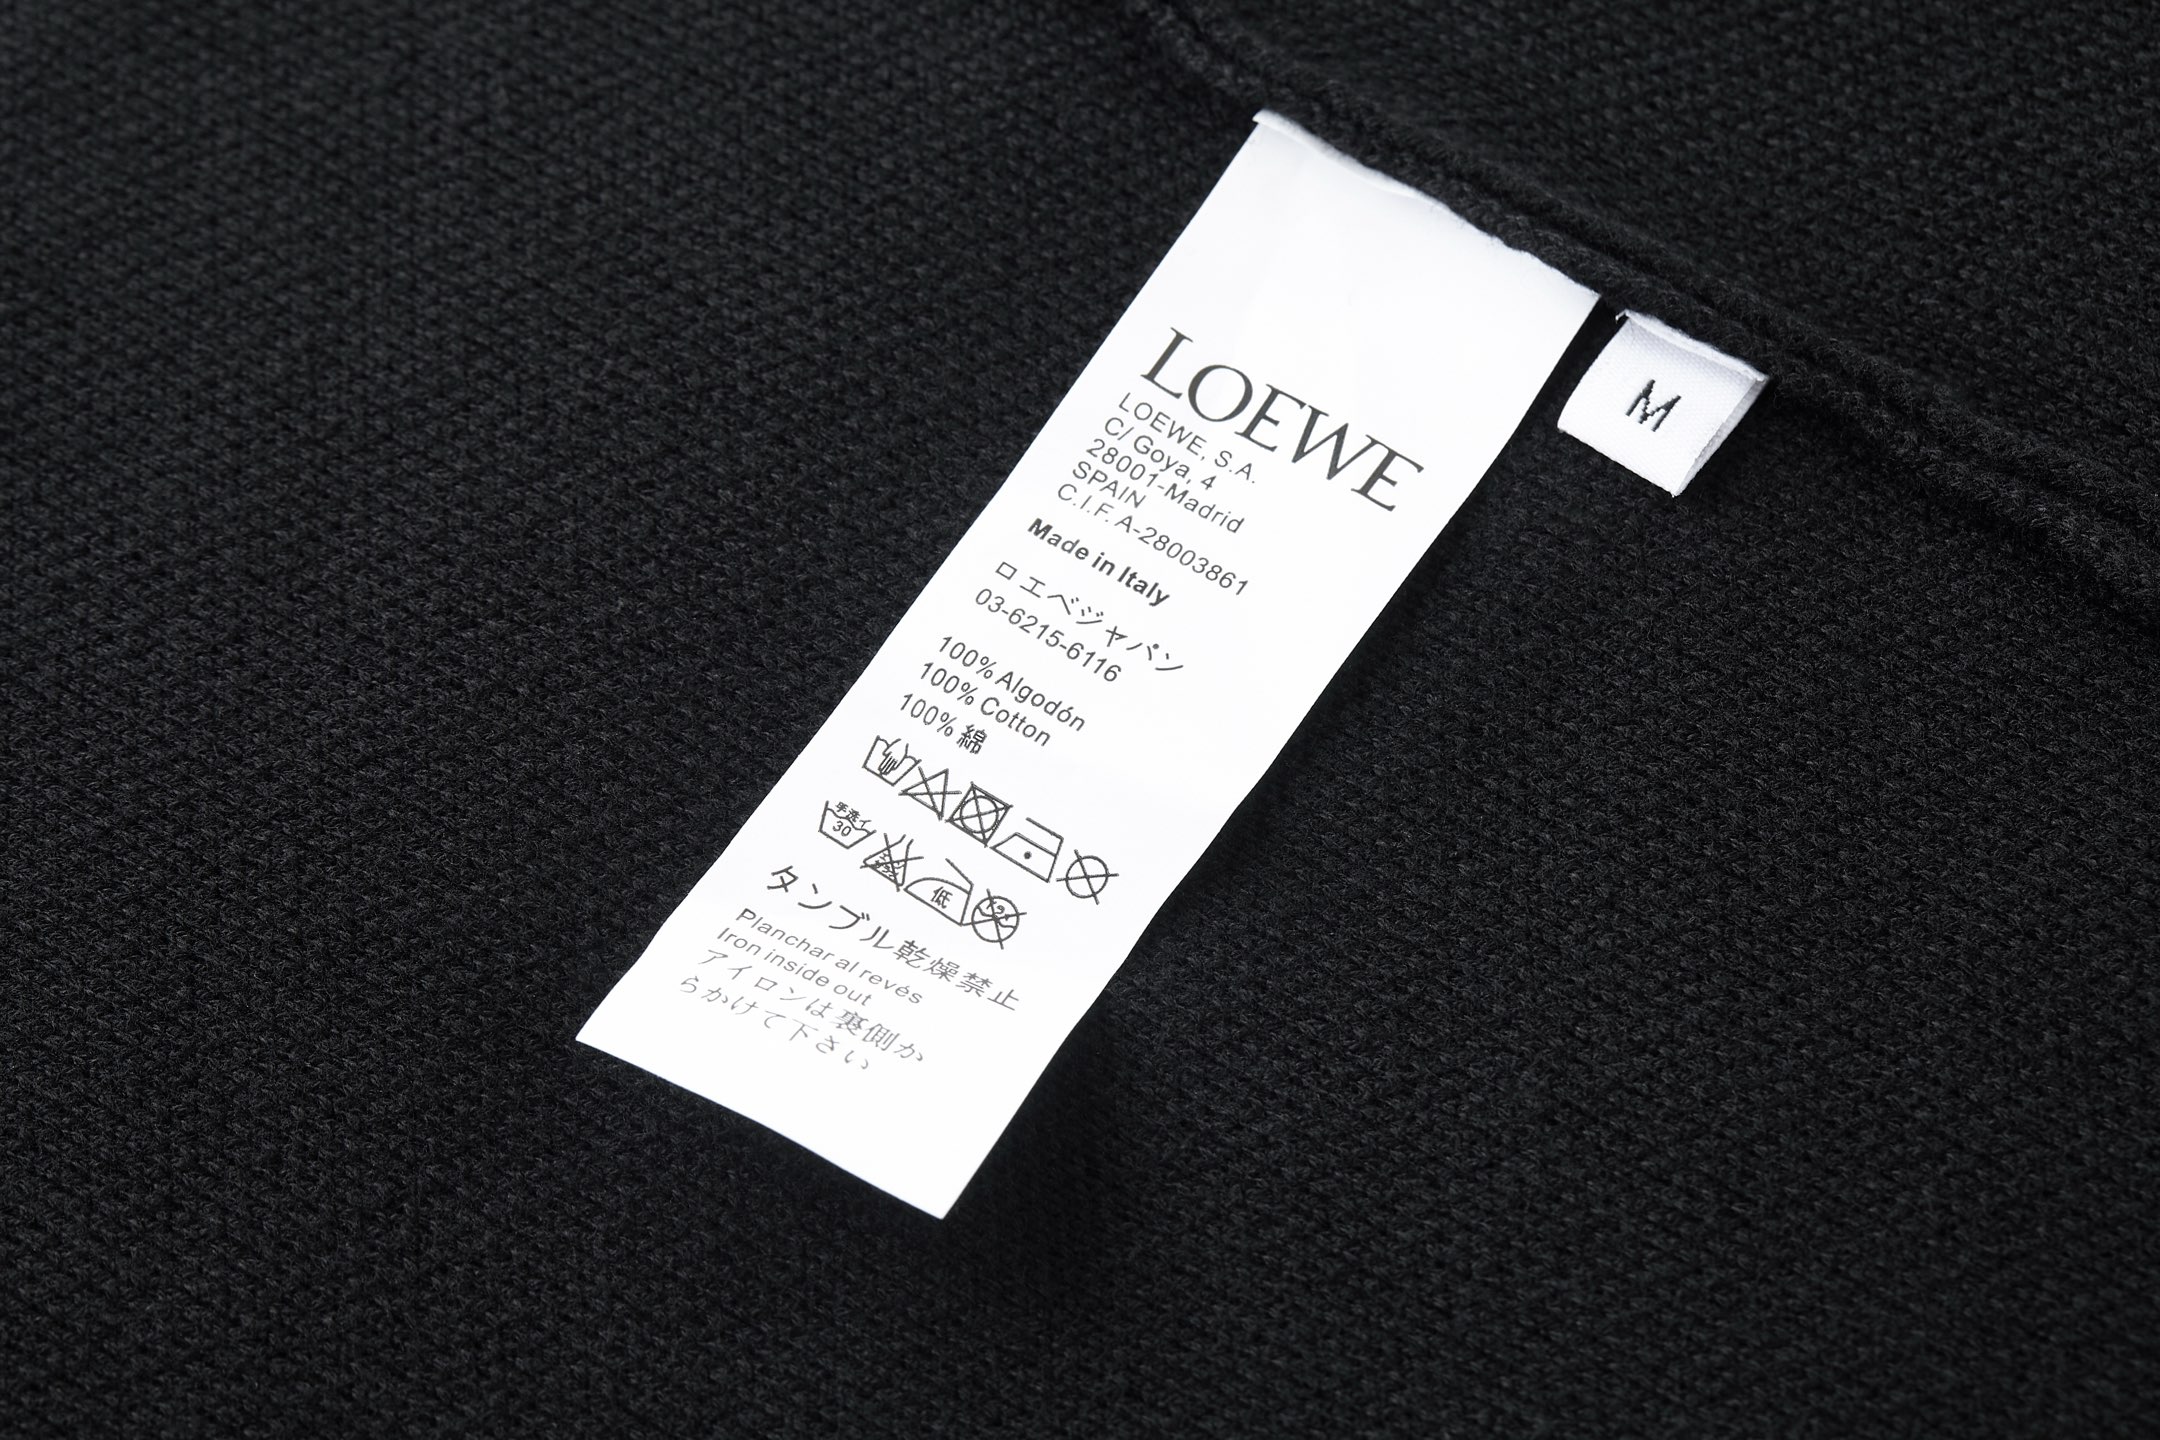 LOEWE
LOEWE, S.A.
C/ Goya, 4
28001-Madrid
SPAIN
C.I.F. A-28003861
Made in Italy
ロエベジャパン
03-6215-6116
100% Algodón
100% Cotton
100% 綿
手洗イ
30
低
タンブル乾燥禁止
Planchar al revés
Iron inside out
アイロンは裏側か
らかけて下さい
M